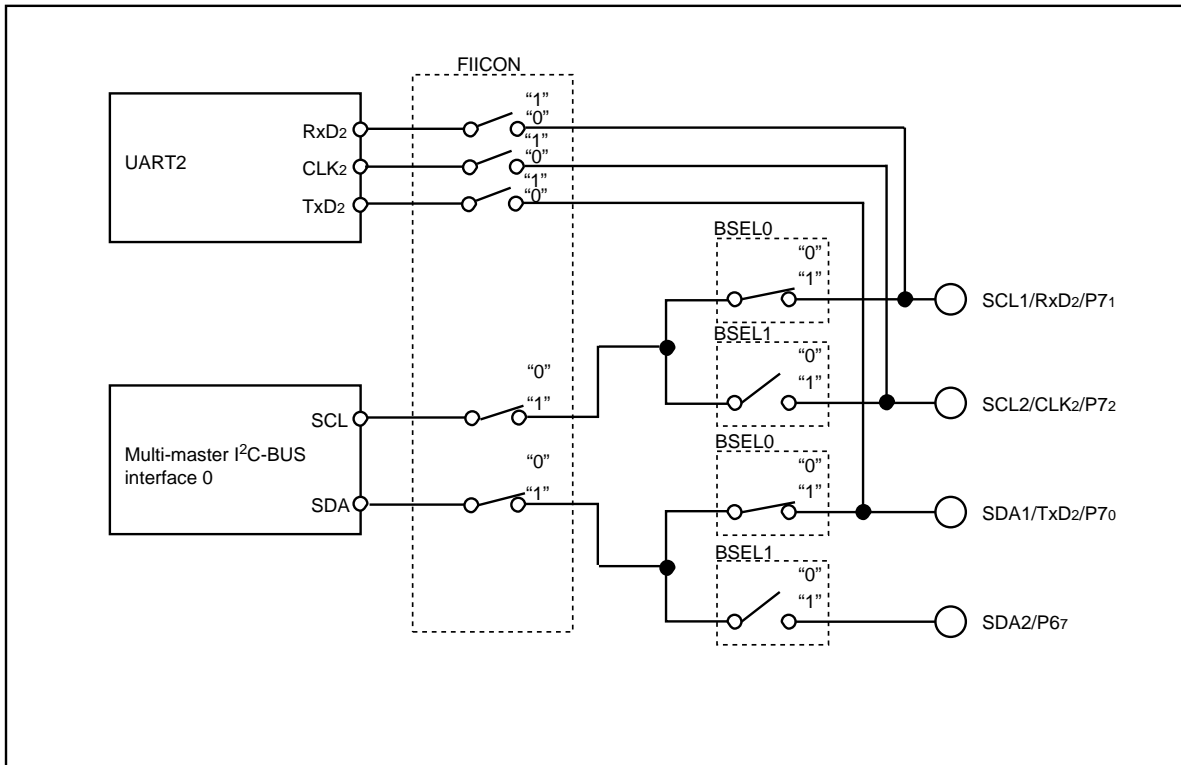 FIICON
“1”
RxD2
“0”
“1”
UART2
CLK2
“0”
“1”
TxD2
“0”
BSEL0
“0”
“1”
SCL1/RxD2/P71
BSEL1
“0”
“0”
“1”
SCL
“1”
SCL2/CLK2/P72
Multi-master I2C-BUS
interface 0
BSEL0
“0”
“0”
SDA
“1”
“1”
SDA1/TxD2/P70
BSEL1
“0”
“1”
SDA2/P67